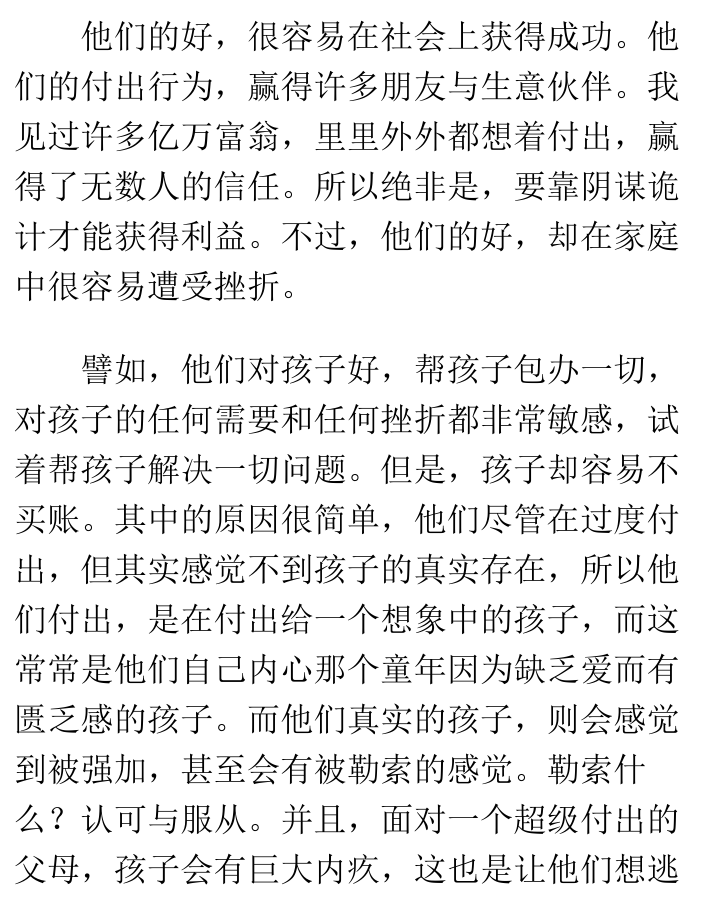 他们的好，很容易在社会上获得成功。他
们的付出行为，赢得许多朋友与生意伙伴。我
见过许多亿万富翁，里里外外都想着付出，赢
得了无数人的信任。所以绝非是，要靠阴谋诡
计才能获得利益。不过，他们的好，却在家庭
中很容易遭受挫折。
譬如，他们对孩子好，帮孩子包办一切，
对孩子的任何需要和任何挫折都非常敏感，试
着帮孩子解决一切问题。但是，孩子却容易不
买账。其中的原因很简单，他们尽管在过度付
出，但其实感觉不到孩子的真实存在，所以他
们付出，是在付出给一个想象中的孩子，而这
常常是他们自己内心那个童年因为缺乏爱而有
匮乏感的孩子。而他们真实的孩子，则会感觉
到被强加，甚至会有被勒索的感觉。勒索什
么？认可与服从。并且，面对一个超级付出的
父母，孩子会有巨大内疚，这也是让他们想逃